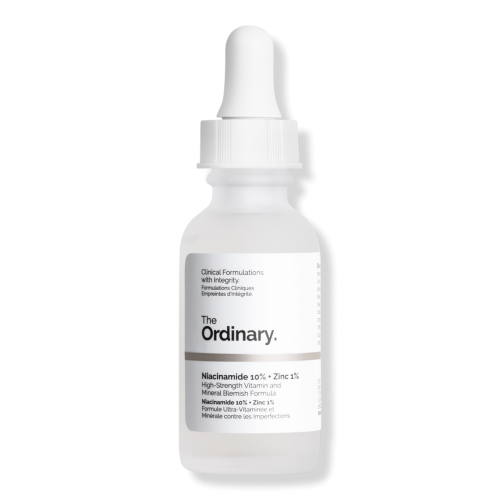 Clinical Formulations
with Integrity.
Formulations Cliniques
Empreintes d'Intégrité.
The
Ordinary.
Niacinamide 10% + Zinc 1%
High-Strength Vitamin and
Mineral Blemish Formula
Niacinamide 10% + Zinc 1%
Formule Ultra-Vitaminée et
Minérale contre les Imperfections